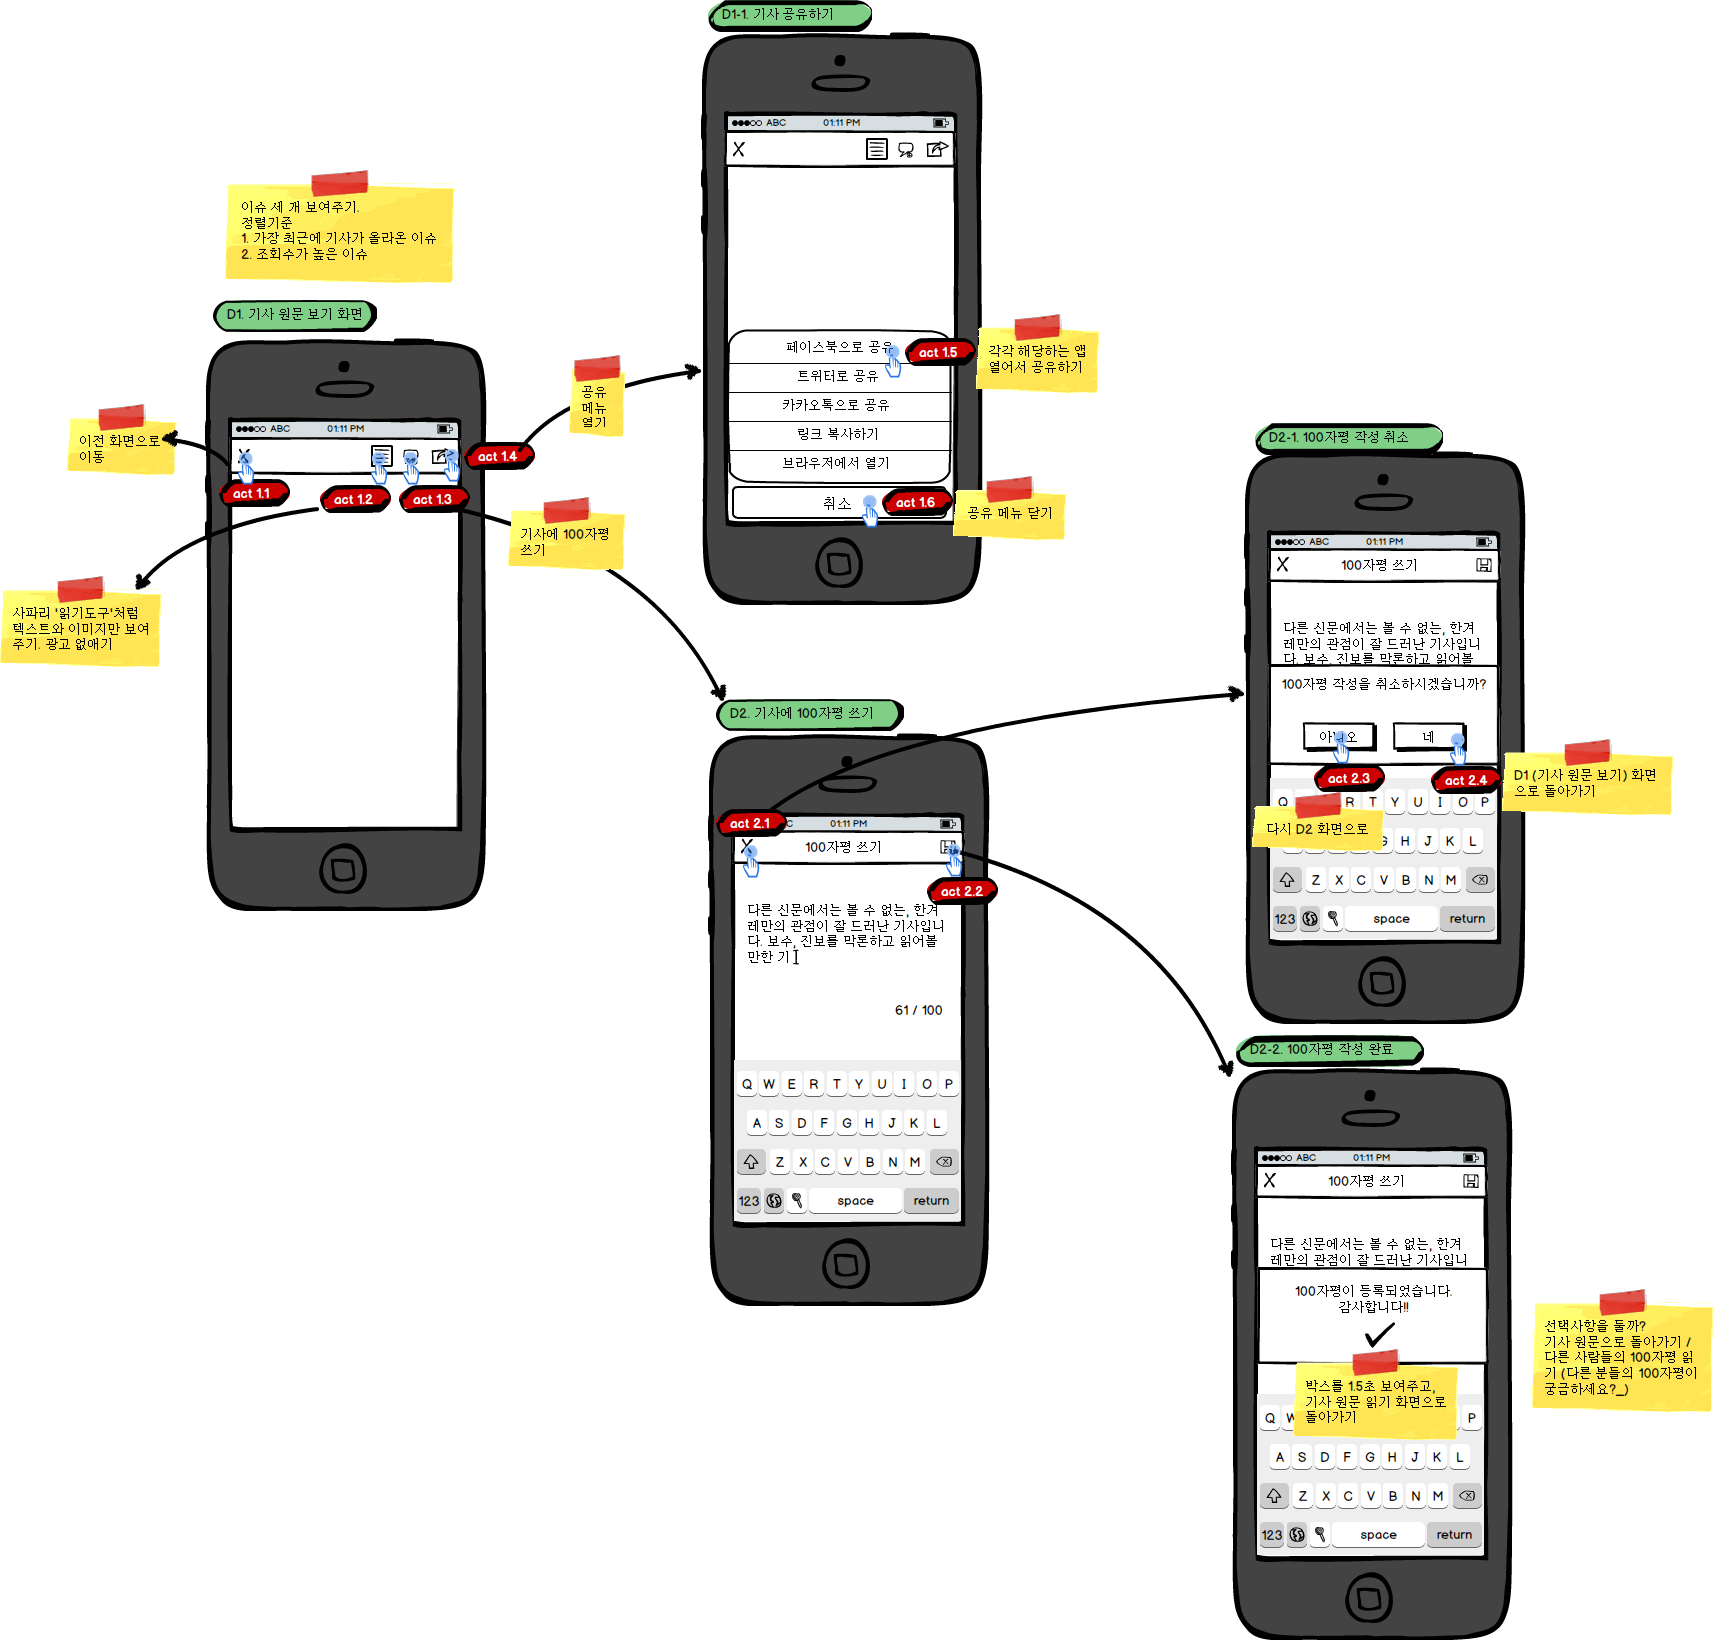 D1-1. 기사 공유하기
ABC 01:11 PM
X
페이스북으로 공유
act 1.5
트위터로 공유
카카오톡으로 공유
링크 복사하기
브라우저에서 열기
취소
act 1.6
각각 해당하는 앱
열어서 공유하기
공유 메뉴 닫기
이슈 세 개 보여주기.
정렬기준
1. 가장 최근에 기사가 올라온 이슈
2. 조회수가 높은 이슈
D1. 기사 원문 보기 화면
ABC 01:11 PM
X
act 1.1
act 1.2
act 1.3
act 1.4
이전 화면으로
이동
공유
메뉴
열기
기사에 100자평
쓰기
사파리 '읽기도구'처럼
텍스트와 이미지만 보여
주기. 광고 없애기
D2. 기사에 100자평 쓰기
act 2.1
C 01:11 PM
X 100자평 쓰기
act 2.2
다른 신문에서는 볼 수 없는, 한겨
레만의 관점이 잘 드러난 기사입니
다. 보수, 진보를 막론하고 읽어볼
만한 기
61 / 100
Q W E R T Y U I O P
A S D F G H J K L
Z X C V B N M
123 space return
D2-1. 100자평 작성 취소
ABC 01:11 PM
X 100자평 쓰기
다른 신문에서는 볼 수 없는, 한겨
레만의 관점이 잘 드러난 기사입니
다. 보수, 진보를 막론하고 읽어볼
100자평 작성을 취소하시겠습니까?
아니오 네
act 2.3
act 2.4
D1 (기사 원문 보기) 화면
으로 돌아가기
다시 D2 화면으로
Q R T Y U I O P
G H J K L
Z X C V B N M
123 space return
D2-2. 100자평 작성 완료
ABC 01:11 PM
X 100자평 쓰기
다른 신문에서는 볼 수 없는, 한겨
레만의 관점이 잘 드러난 기사입니
100자평이 등록되었습니다.
감사합니다!!
박스를 1.5초 보여주고,
기사 원문 읽기 화면으로
돌아가기
Q W P
A S D F G H J K L
Z X C V B N M
123 space return
선택사항을 둘까?
기사 원문으로 돌아가기 /
다른 사람들의 100자평 읽
기 (다른 분들의 100자평이
궁금하세요?_)